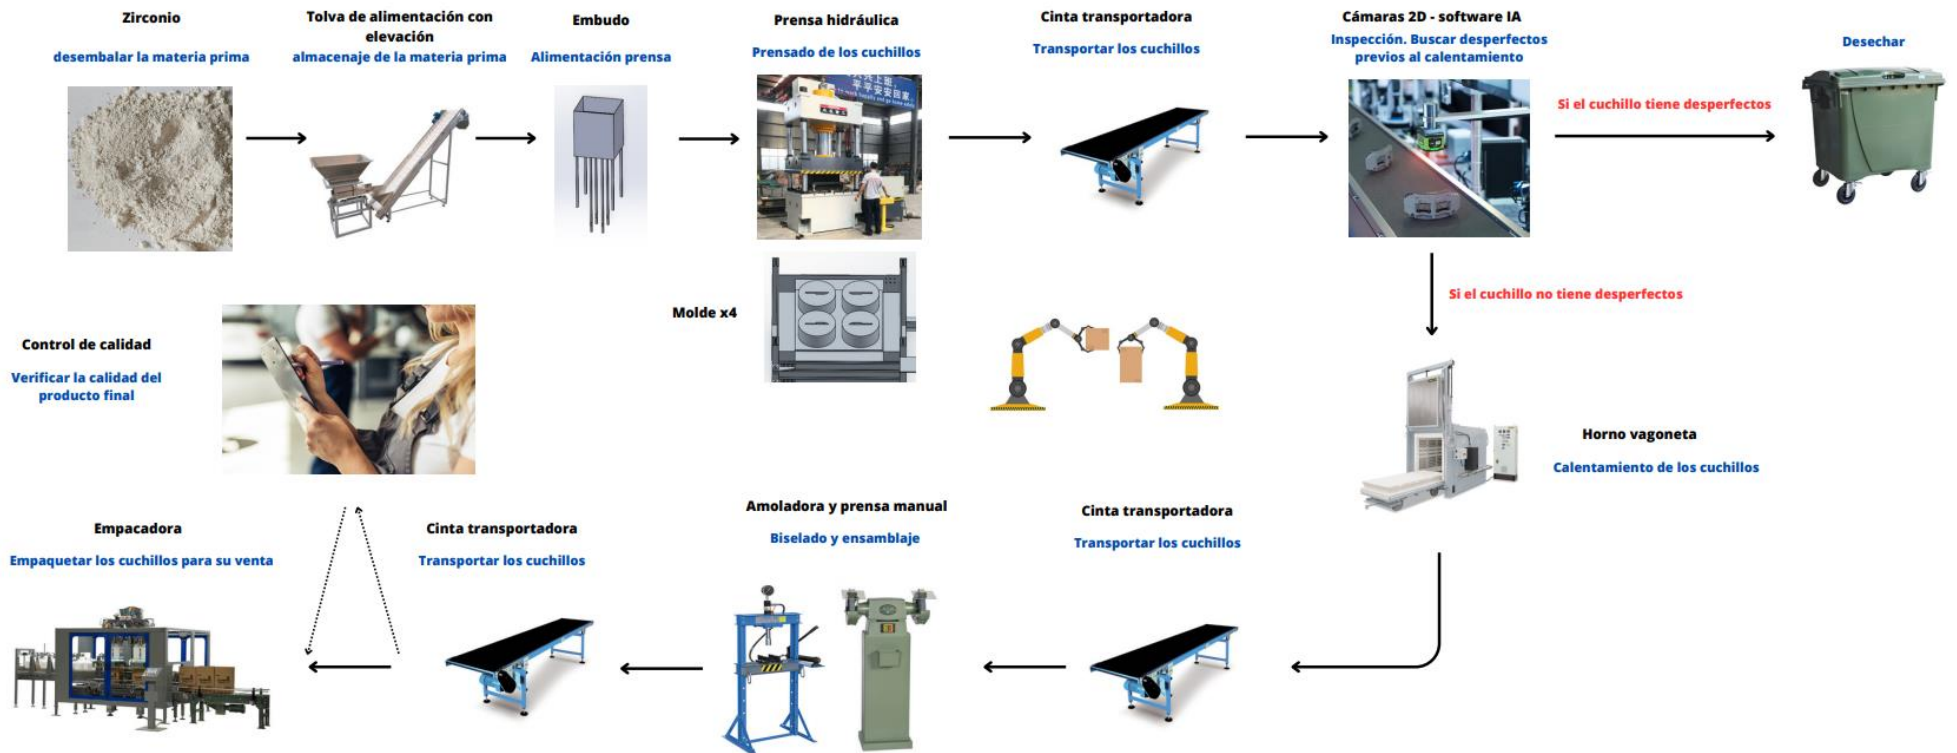 Zirconio
desembalar la materia prima
Tolva de alimentación con
elevación
almacenaje de la materia prima
Embudo
Alimentación prensa
Prensa hidráulica
Prensado de los cuchillos
Cinta transportadora
Transportar los cuchillos
Cámaras 2D - software IA
Inspección. Buscar desperfectos
previos al calentamiento
Si el cuchillo tiene desperfectos
Desechar
Si el cuchillo no tiene desperfectos
Molde x4
Control de calidad
Verificar la calidad del
producto final
Horno vagoneta
Calentamiento de los cuchillos
Cinta transportadora
Transportar los cuchillos
Amoladora y prensa manual
Biselado y ensamblaje
Cinta transportadora
Transportar los cuchillos
Empacadora
Empaquetar los cuchillos para su venta